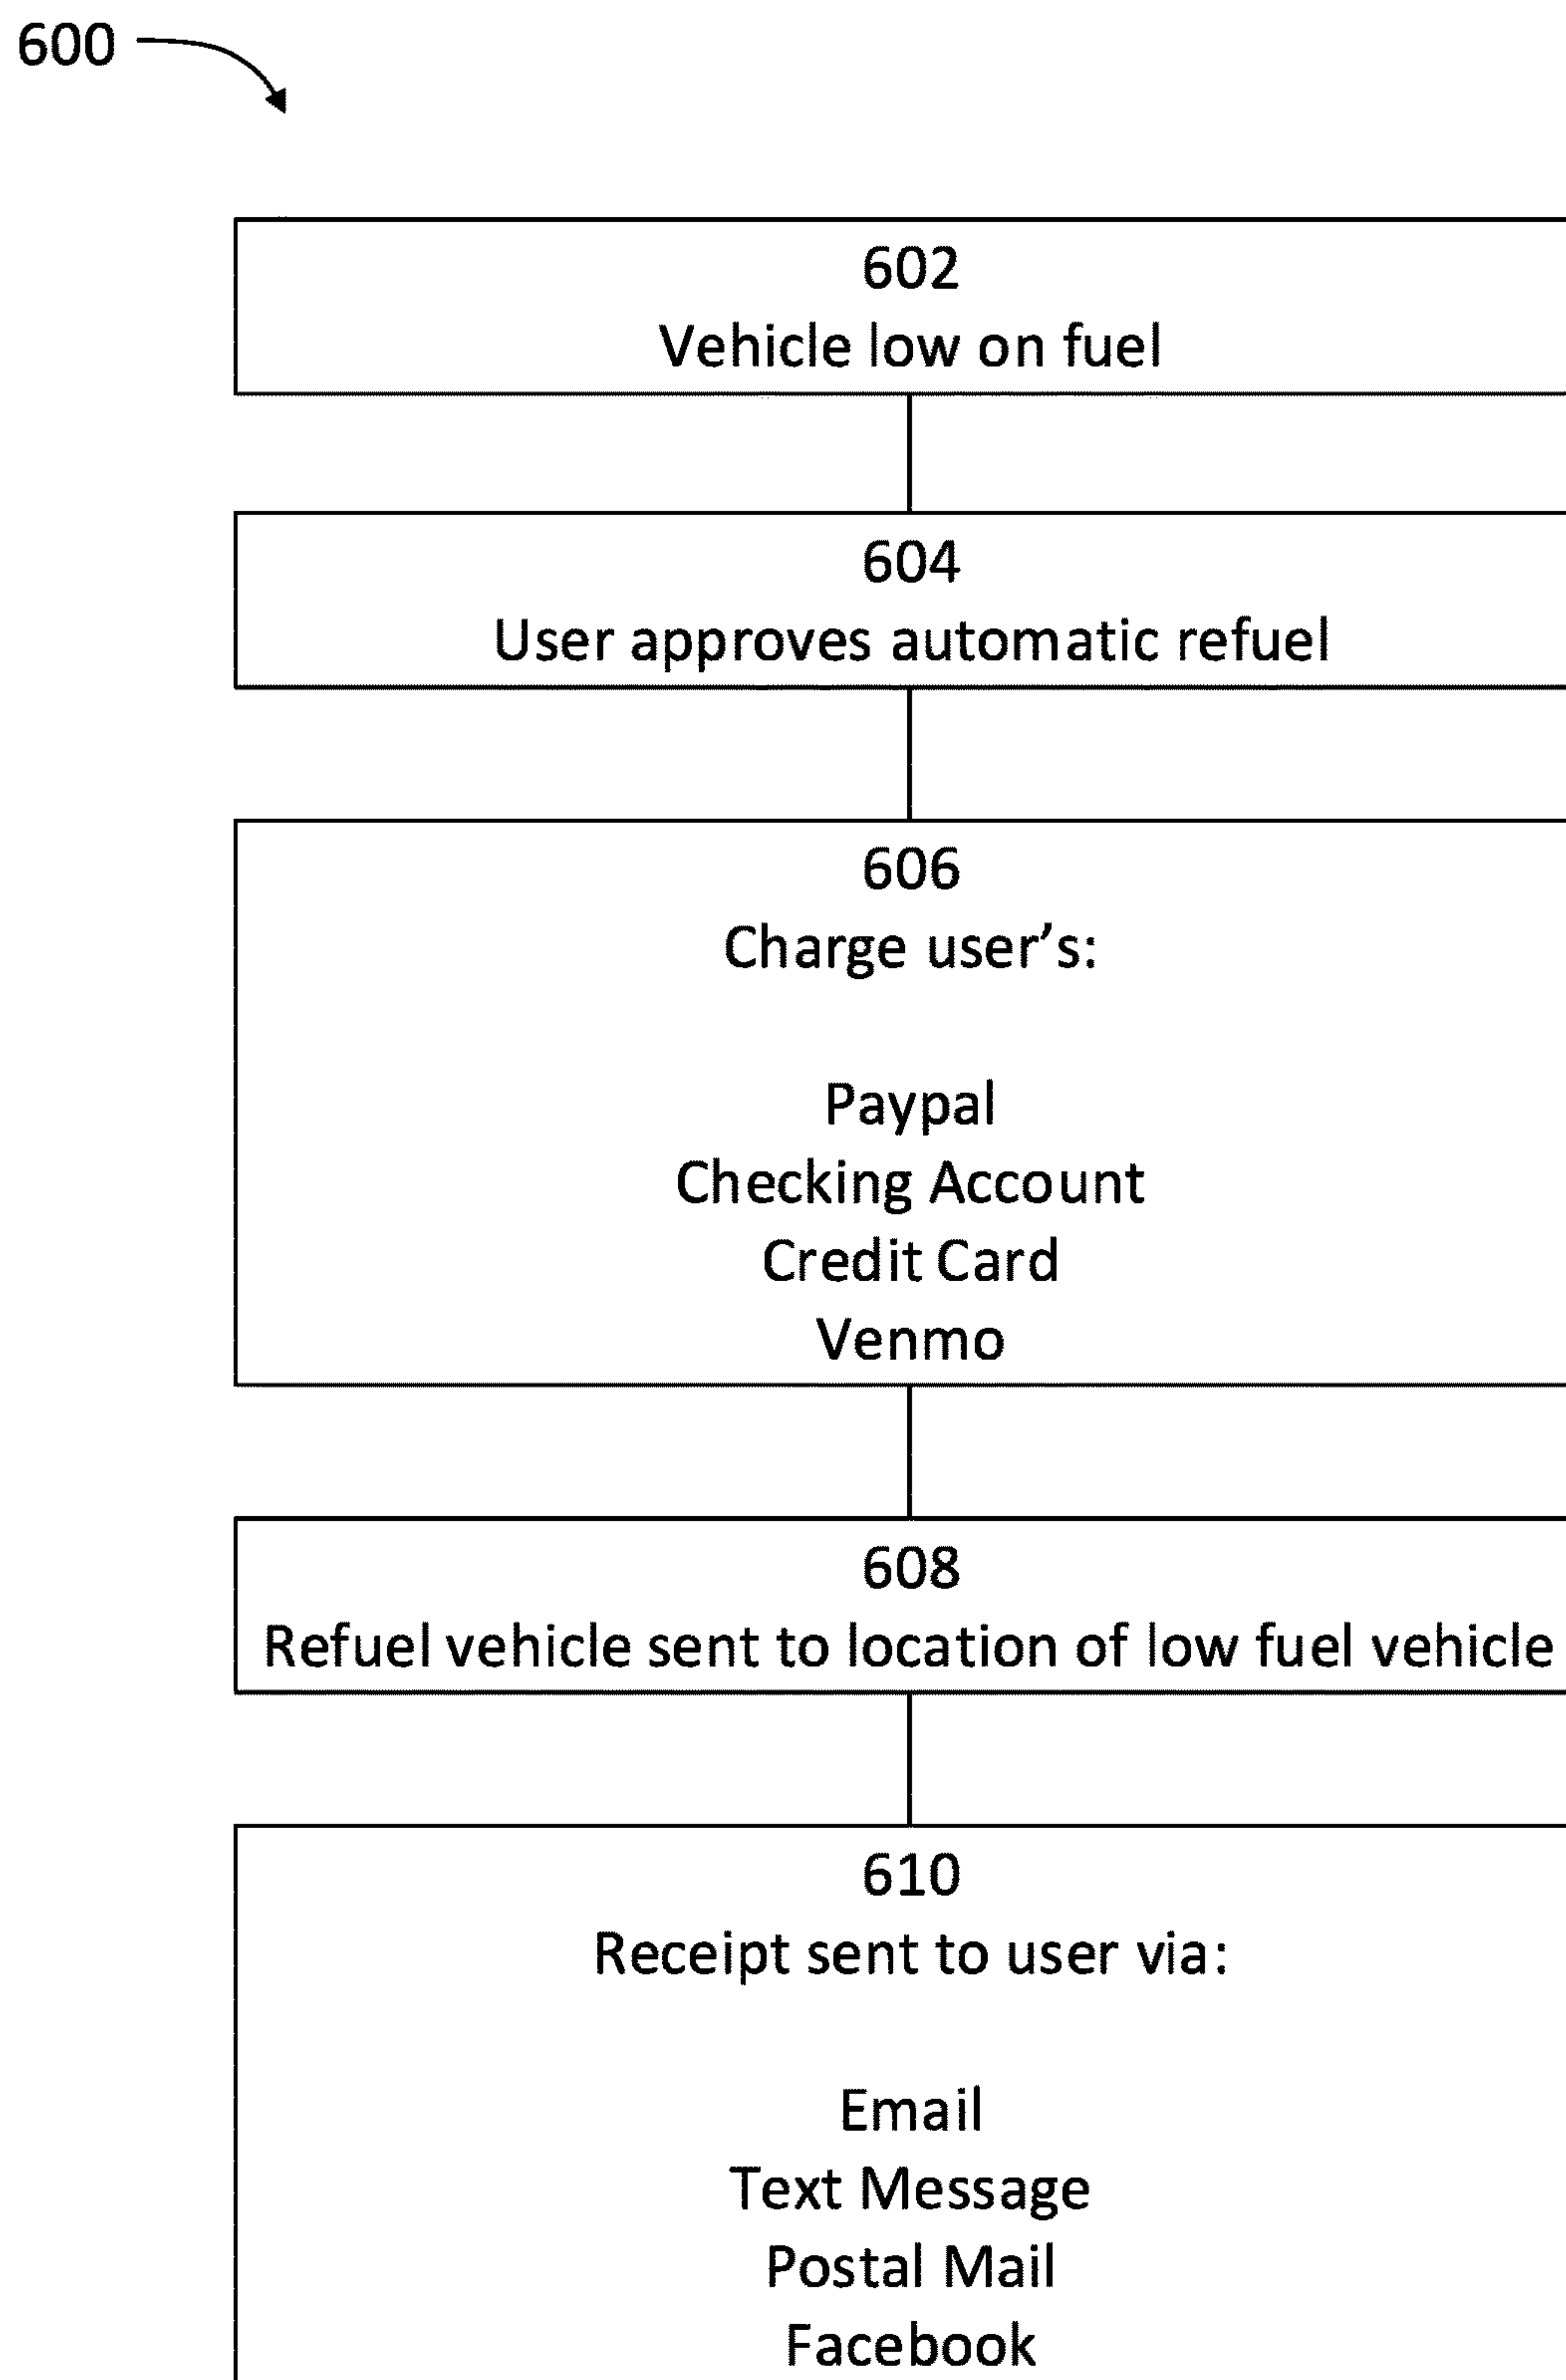 600
602
Vehicle low on fuel
604
User approves automatic refuel
606
Charge user’s:
Paypal
Checking Account
Credit Card
Venmo
608
Refuel vehicle sent to location of low fuel vehicle
610
Receipt sent to user via:
Email
Text Message
Postal Mail
Facebook